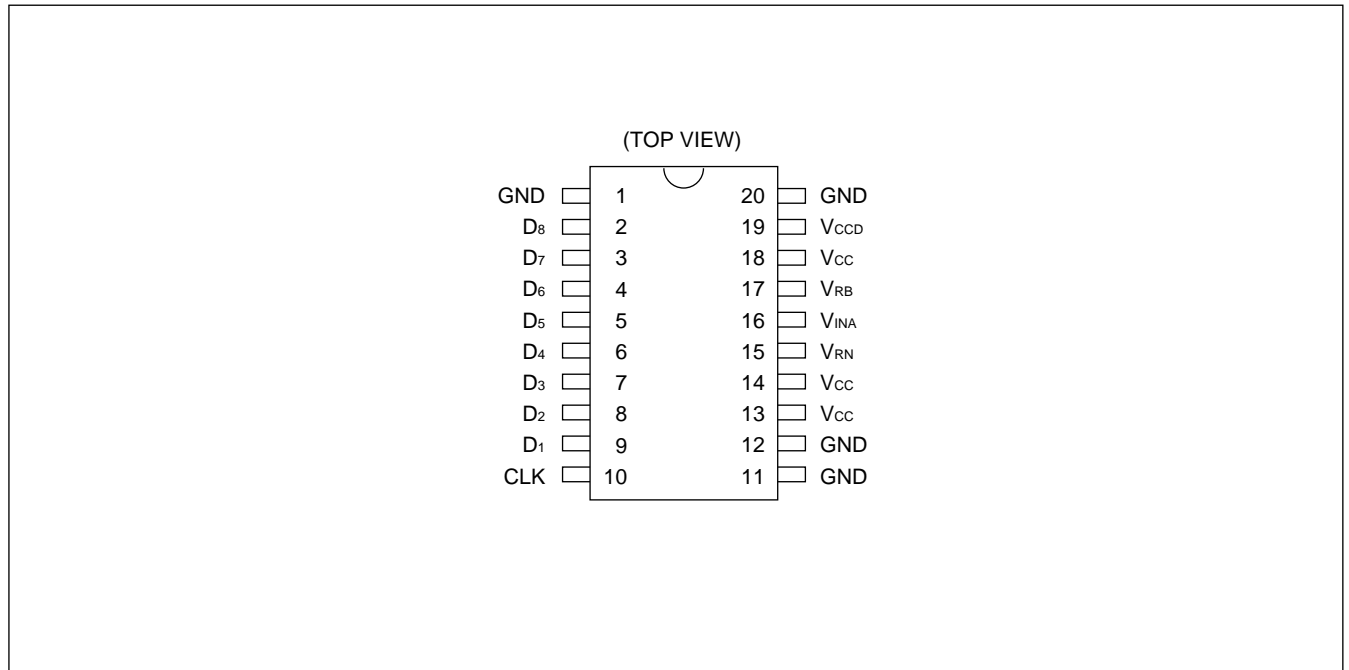 (TOP VIEW)
GND 1 20 GND
D8 2 19 VCCD
D7 3 18 VCC
D6 4 17 VRB
D5 5 16 VINA
D4 6 15 VRN
D3 7 14 VCC
D2 8 13 VCC
D1 9 12 GND
CLK 10 11 GND